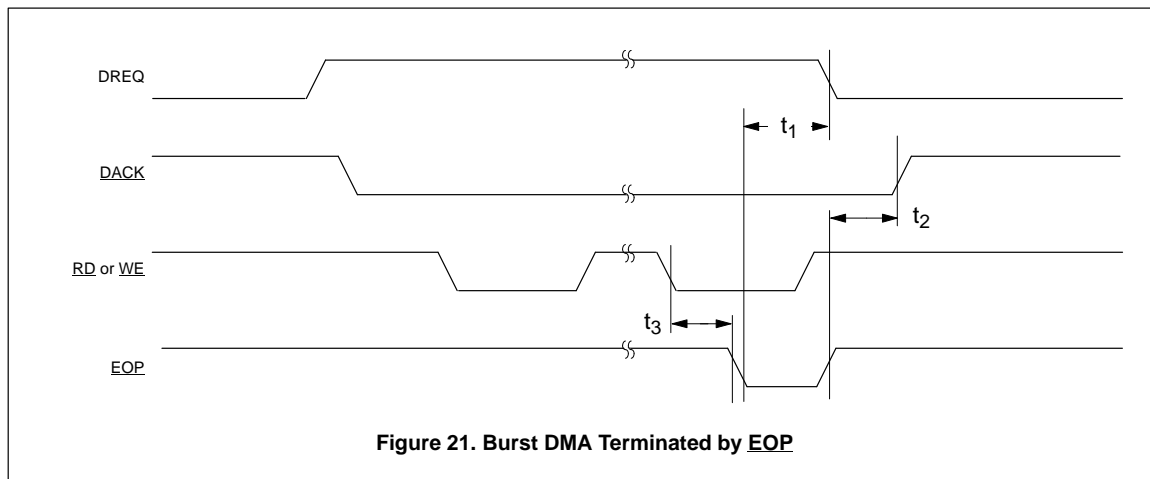 DREQ
t1
DACK
t2
RD or WE
t3
EOP
Figure 21. Burst DMA Terminated by EOP